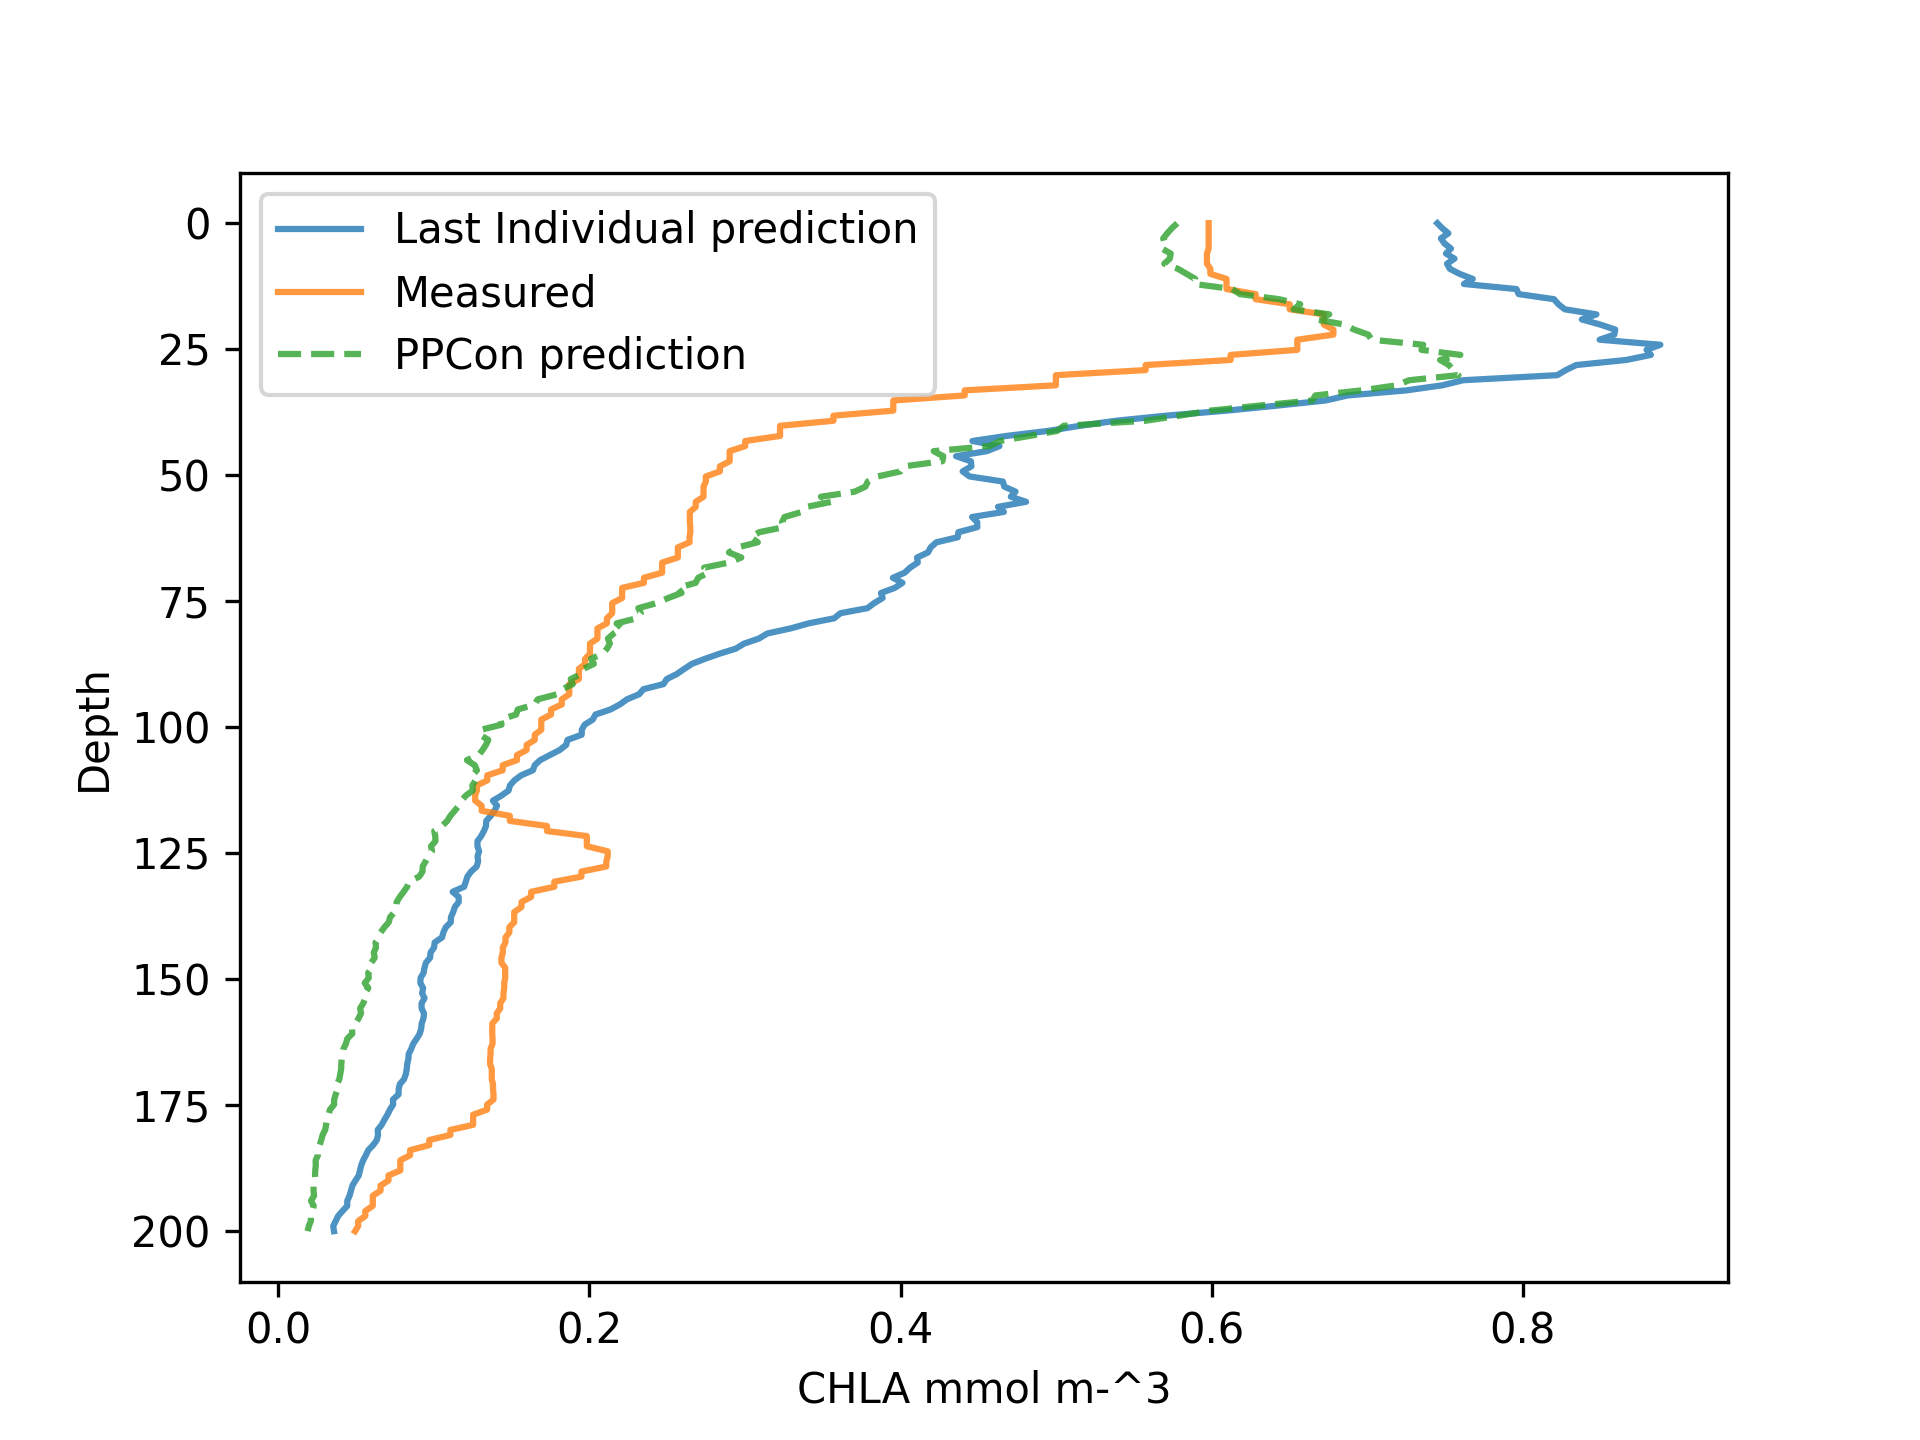 Last Individual prediction
Measured
PPCon prediction
0
25
50
75
100
125
150
175
200
Depth
0.0 0.2 0.4 0.6 0.8
CHLA mmol m-^3